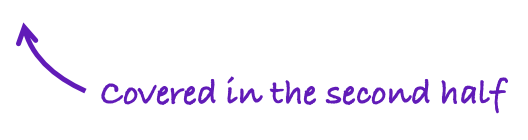 Covered in the second half